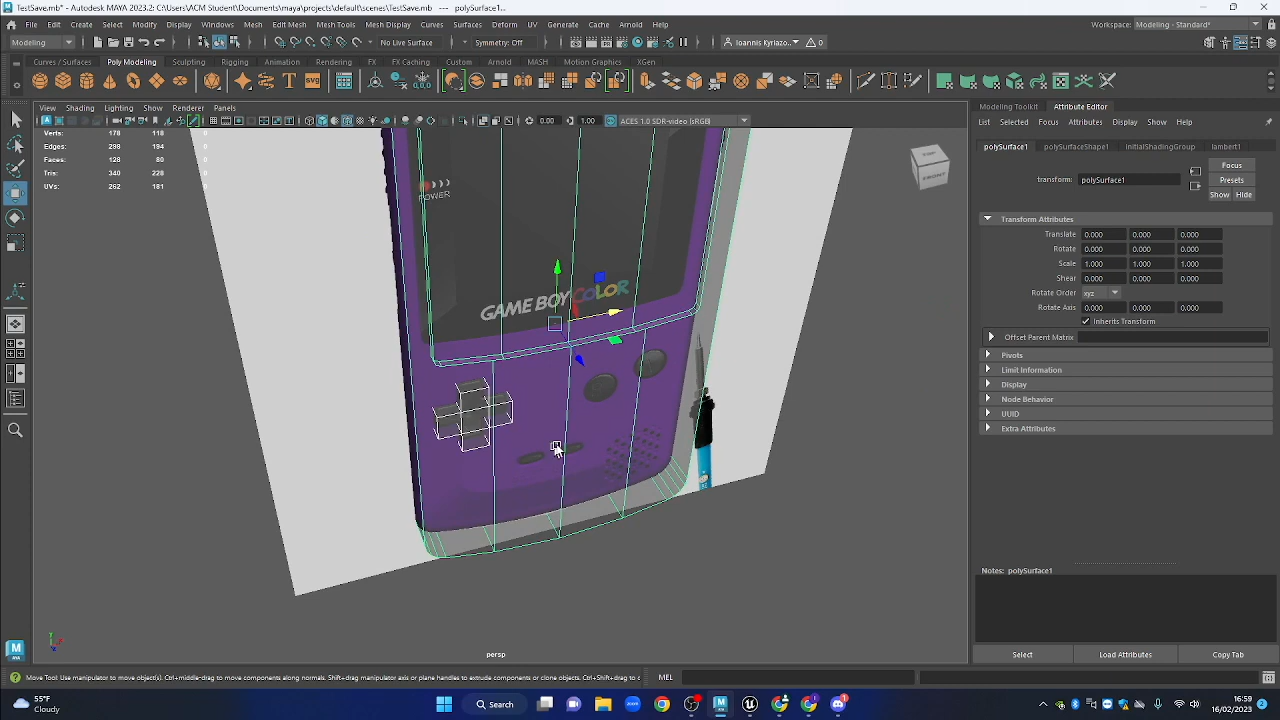 TestSave.mb* - Autodesk MAYA 2023.2: C:\Users\ACM Student\Documents\maya\projects\default\scenes\TestSave.mb --- polySurface1...
File Edit Create Select Modify Display Windows Mesh Edit Mesh Mesh Tools Mesh Display Curves Surfaces Deform UV Generate Cache Arnold Help
Workspace: Modeling - Standard*
Modeling
No Live Surface
Symmetry: Off
Ioannis Kyriazo...
0
Curves / Surfaces Poly Modeling Sculpting Rigging Animation Rendering FX FX Caching Custom Arnold MASH Motion Graphics XGen
View Shading Lighting Show Renderer Panels
0.00
1.00
ACES 1.0 SDR-video (sRGB)
Verts: 178 118 0
Edges: 298 194 0
Faces: 128 80 0
Tris: 340 228 0
UVs: 262 181 0
POWER
GAME BOY COLOR
FRONT
persp
Modeling Toolkit Attribute Editor
List Selected Focus Attributes Display Show Help
polySurface1 polySurfaceShape1 initialShadingGroup lambert1
transform: polySurface1
Focus
Presets
Show Hide
Transform Attributes
Translate 0.000 0.000 0.000
Rotate 0.000 0.000 0.000
Scale 1.000 1.000 1.000
Shear 0.000 0.000 0.000
Rotate Order xyz
Rotate Axis 0.000 0.000 0.000
Inherits Transform
Offset Parent Matrix
Pivots
Limit Information
Display
Node Behavior
UUID
Extra Attributes
Notes: polySurface1
Select Load Attributes Copy Tab
Move Tool: Use manipulator to move object(s). Ctrl+middle-drag to move components along normals. Shift+drag manipulator axis or plane handles to extrude components or clone objects. Ctrl+Shift+drag to c
MEL
55°F
Cloudy
Search
16:59
16/02/2023